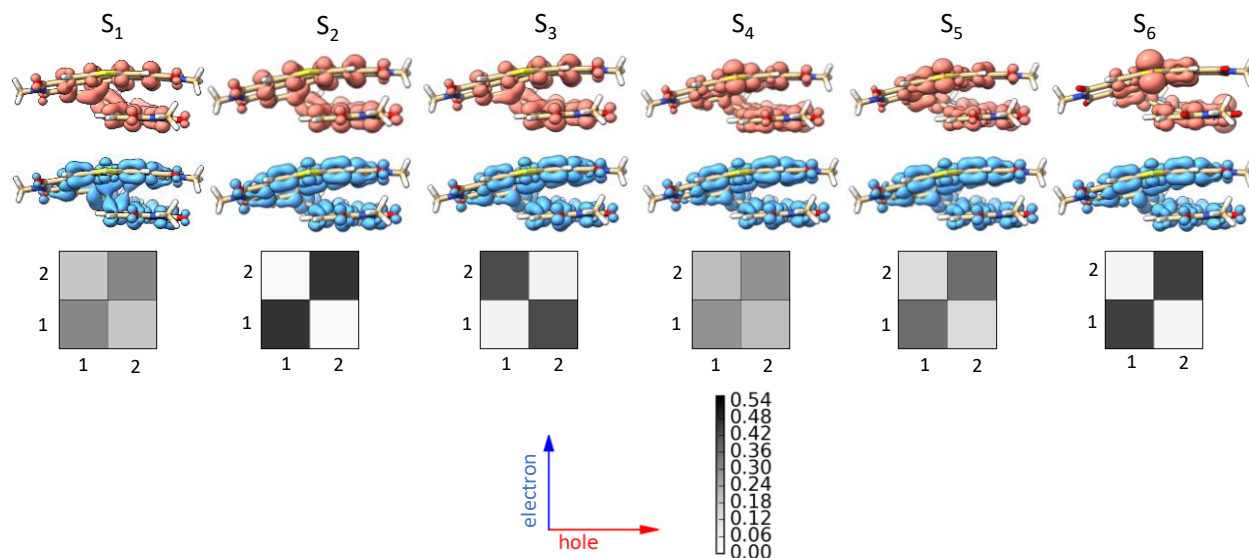 S₁ S₂ S₃ S₄ S₅ S₆
2 2 2 2 2 2
1 1 1 1 1 1
1 2 1 2 1 2 1 2 1 2 1 2
0.54
0.48
0.42
0.36
0.30
0.24
0.18
0.12
0.06
0.00
electron
hole